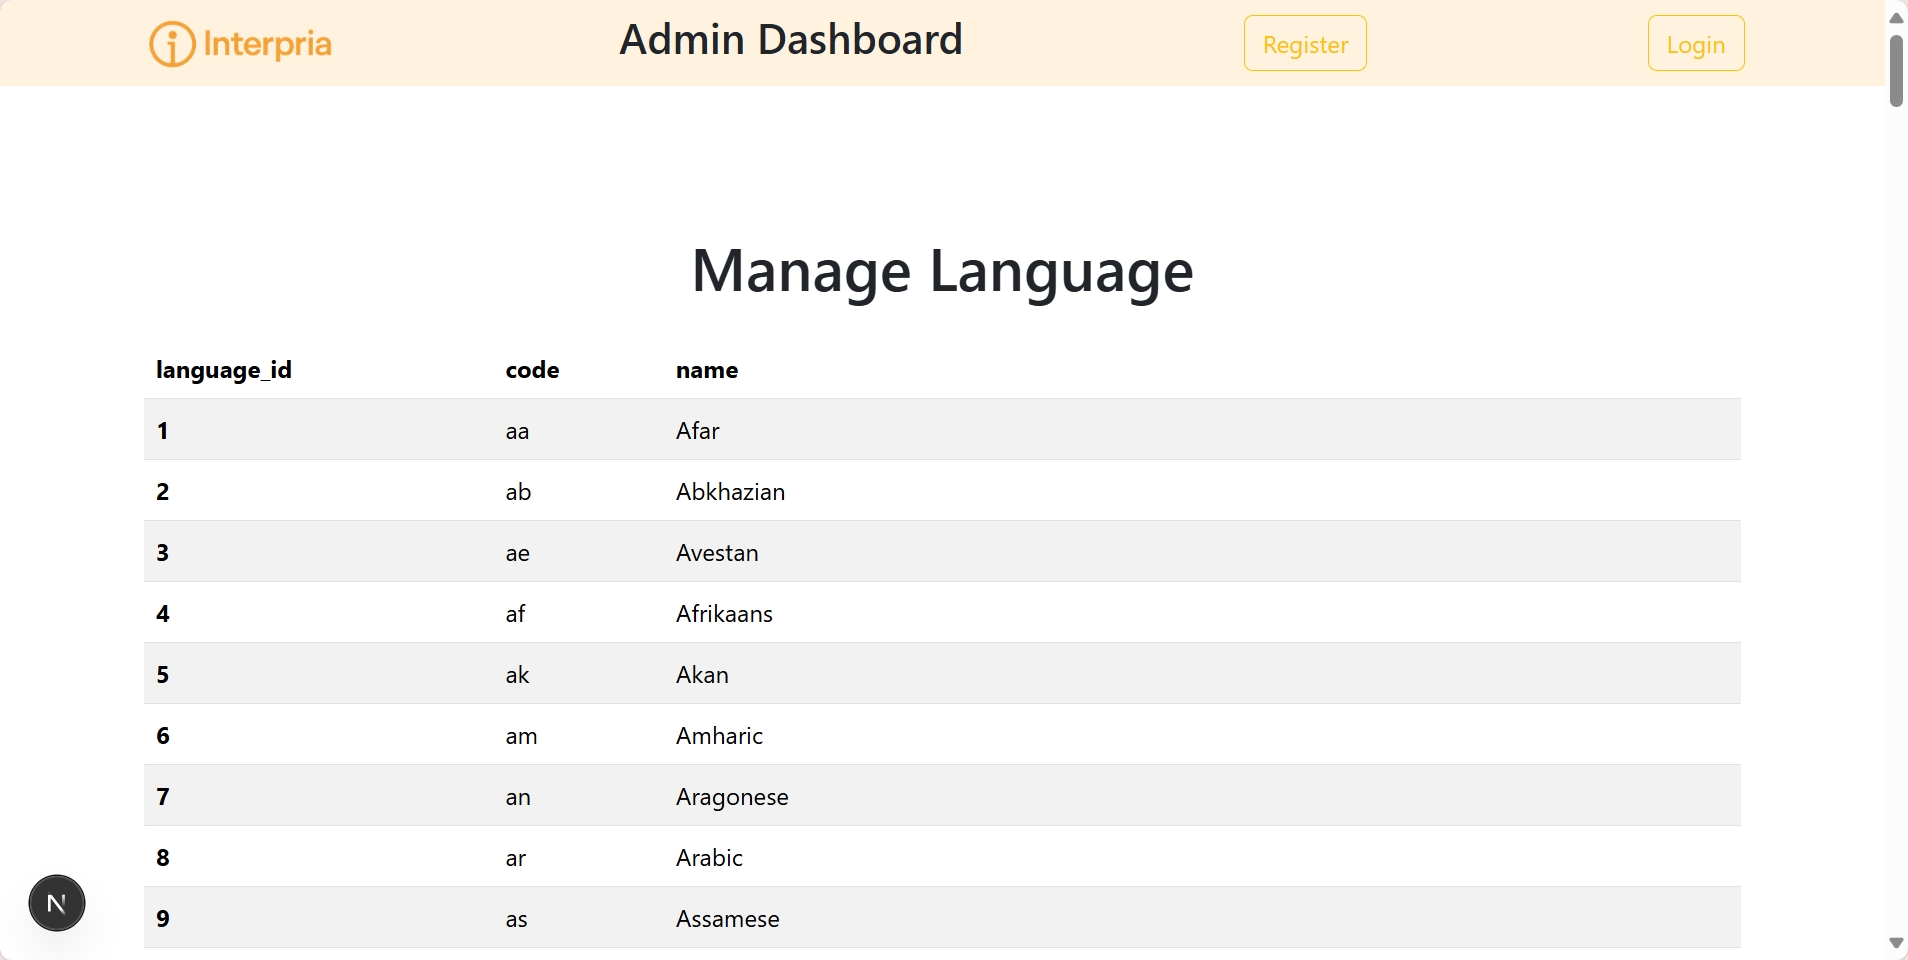 Interpria
Admin Dashboard
Register
Login
Manage Language
language_id code name
1 aa Afar
2 ab Abkhazian
3 ae Avestan
4 af Afrikaans
5 ak Akan
6 am Amharic
7 an Aragonese
8 ar Arabic
9 as Assamese
N